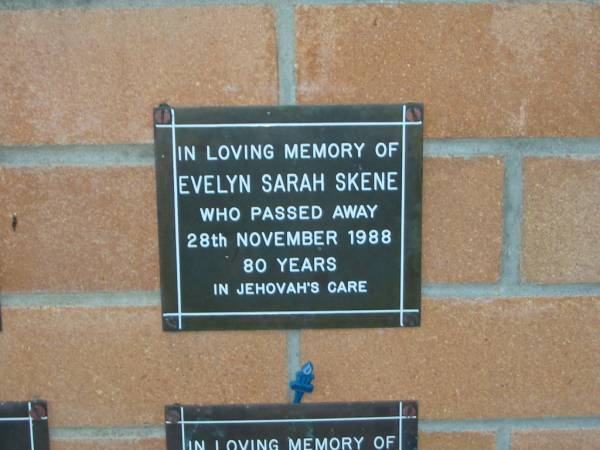 IN LOVING MEMORY OF
EVELYN SARAH SKENE
WHO PASSED AWAY
28th NOVEMBER 1988
80 YEARS
IN JEHOVAH'S CARE
IN LOVING MEMORY OF